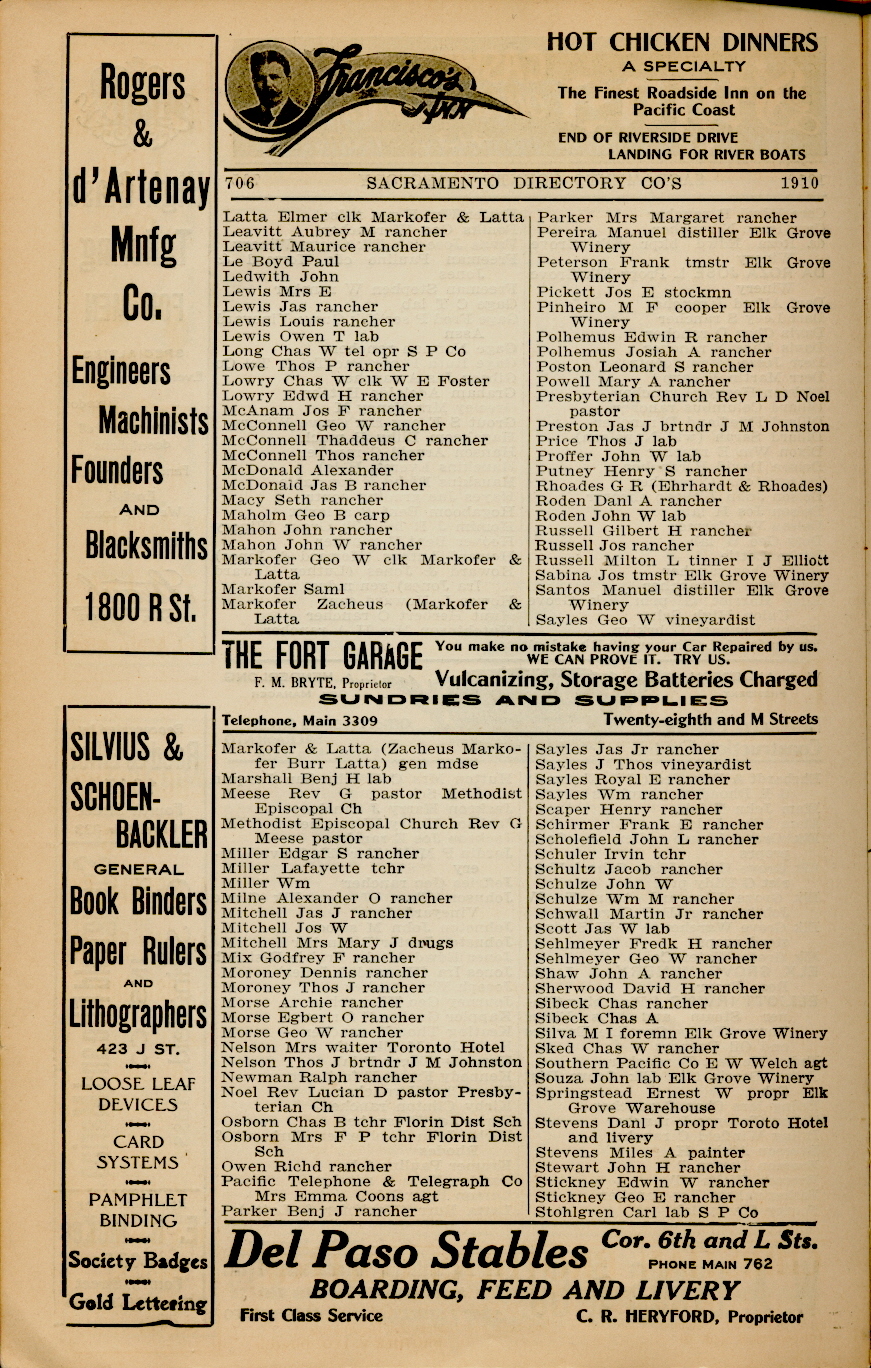 Rogers
&
d'Artenay
Mnfg
Co.
Engineers
Machinists
Founders
AND
Blacksmiths
1800 R St.
Francisco's
Inn
HOT CHICKEN DINNERS
A SPECIALTY
The Finest Roadside Inn on the
Pacific Coast
END OF RIVERSIDE DRIVE
LANDING FOR RIVER BOATS
706 SACRAMENTO DIRECTORY CO'S 1910
Latta Elmer clk Markofer & Latta
Leavitt Aubrey M rancher
Leavitt Maurice rancher
Le Boyd Paul
Ledwith John
Lewis Mrs E
Lewis Jas rancher
Lewis Louis rancher
Lewis Owen T lab
Long Chas W tel opr S P Co
Lowe Thos P rancher
Lowry Chas W clk W E Foster
Lowry Edwd H rancher
McAnam Jos F rancher
McConnell Geo W rancher
McConnell Thaddeus C rancher
McConnell Thos rancher
McDonald Alexander
McDonald Jas B rancher
Macy Seth rancher
Maholm Geo B carp
Mahon John rancher
Mahon John W rancher
Markofer Geo W clk Markofer &
Latta
Markofer Saml
Markofer Zacheus (Markofer &
Latta
Parker Mrs Margaret rancher
Pereira Manuel distiller Elk Grove
Winery
Peterson Frank tmstr Elk Grove
Winery
Pickett Jos E stockmn
Pinheiro M F cooper Elk Grove
Winery
Polhemus Edwin R rancher
Polhemus Josiah A rancher
Poston Leonard S rancher
Powell Mary A rancher
Presbyterian Church Rev L D Noel
pastor
Preston Jas J brtndr J M Johnston
Price Thos J lab
Proffer John W lab
Putney Henry S rancher
Rhoades G R (Ehrhardt & Rhoades)
Roden Danl A rancher
Roden John W lab
Russell Gilbert H rancher
Russell Jos rancher
Russell Milton L tinner I J Elliott
Sabina Jos tmstr Elk Grove Winery
Santos Manuel distiller Elk Grove
Winery
Sayles Geo W vineyardist
THE FORT GARAGE
F. M. BRYTE, Proprietor
You make no mistake having your Car Repaired by us.
WE CAN PROVE IT. TRY US.
Vulcanizing, Storage Batteries Charged
SUNDRIES AND SUPPLIES
Telephone, Main 3309 Twenty-eighth and M Streets
SILVIUS &
SCHOEN-
BACKLER
GENERAL
Book Binders
Paper Rulers
AND
Lithographers
423 J ST.
LOOSE LEAF
DEVICES
CARD
SYSTEMS
PAMPHLET
BINDING
Society Badges
Gold Lettering
Markofer & Latta (Zacheus Marko-
fer Burr Latta) gen mdse
Marshall Benj H lab
Meese Rev G pastor Methodist
Episcopal Ch
Methodist Episcopal Church Rev G
Meese pastor
Miller Edgar S rancher
Miller Lafayette tchr
Miller Wm
Milne Alexander O rancher
Mitchell Jas J rancher
Mitchell Jos W
Mitchell Mrs Mary J drugs
Mix Godfrey F rancher
Moroney Dennis rancher
Moroney Thos J rancher
Morse Archie rancher
Morse Egbert O rancher
Morse Geo W rancher
Nelson Mrs waiter Toronto Hotel
Nelson Thos J brtndr J M Johnston
Newman Ralph rancher
Noel Rev Lucian D pastor Presby-
terian Ch
Osborn Chas B tchr Florin Dist Sch
Osborn Mrs F P tchr Florin Dist
Sch
Owen Richd rancher
Pacific Telephone & Telegraph Co
Mrs Emma Coons agt
Parker Benj J rancher
Sayles Jas Jr rancher
Sayles J Thos vineyardist
Sayles Royal E rancher
Sayles Wm rancher
Scaper Henry rancher
Schirmer Frank E rancher
Scholefield John L rancher
Schuler Irvin tchr
Schultz Jacob rancher
Schulze John W
Schulze Wm M rancher
Schwall Martin Jr rancher
Scott Jas W lab
Sehlmeyer Fredk H rancher
Sehlmeyer Geo W rancher
Shaw John A rancher
Sherwood David H rancher
Sibeck Chas rancher
Sibeck Chas A
Silva M I foremn Elk Grove Winery
Sked Chas W rancher
Southern Pacific Co E W Welch agt
Souza John lab Elk Grove Winery
Springstead Ernest W propr Elk
Grove Warehouse
Stevens Danl J propr Toroto Hotel
and livery
Stevens Miles A painter
Stewart John H rancher
Stickney Edwin W rancher
Stickney Geo E rancher
Stohlgren Carl lab S P Co
Del Paso Stables
Cor. 6th and L Sts.
PHONE MAIN 762
BOARDING, FEED AND LIVERY
First Class Service C. R. HERYFORD, Proprietor